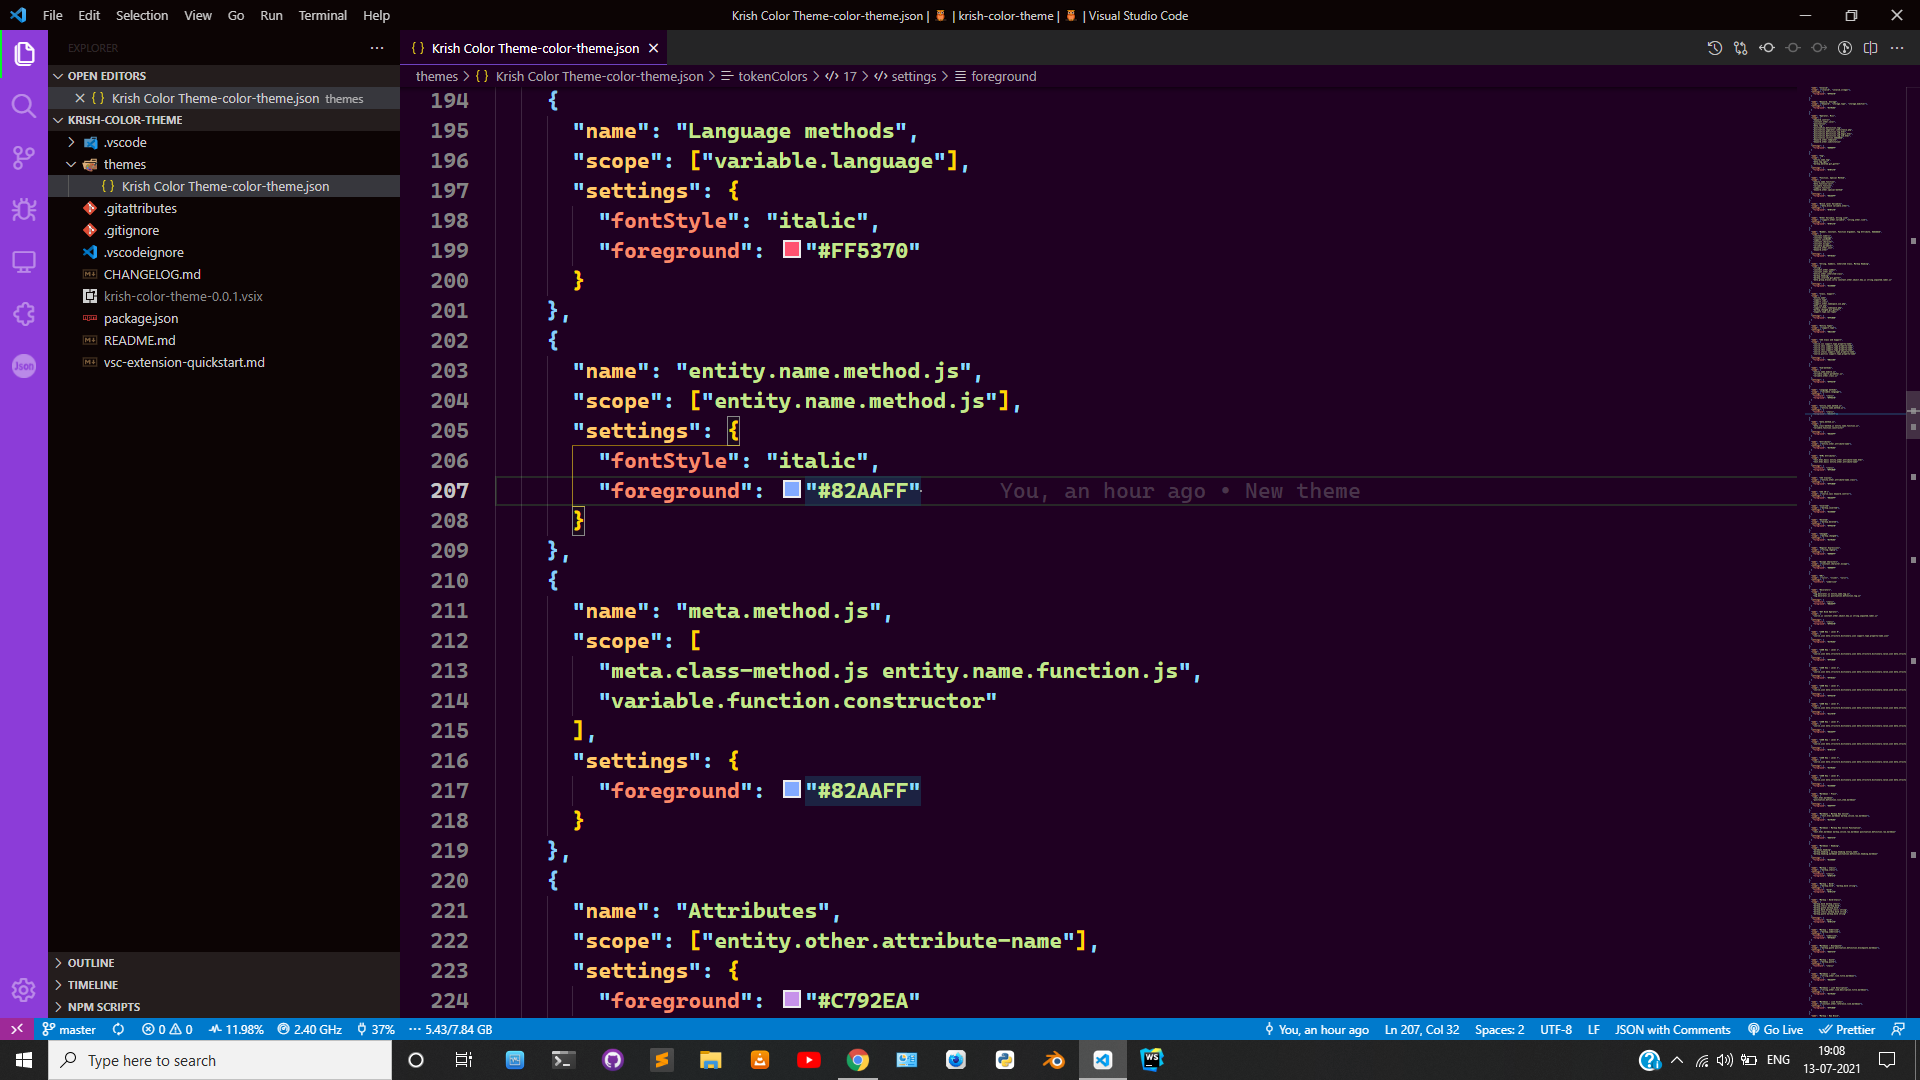 File Edit Selection View Go Run Terminal Help
Krish Color Theme-color-theme.json | 🦉 | krish-color-theme | 🦉 | Visual Studio Code
EXPLORER
OPEN EDITORS
{ } Krish Color Theme-color-theme.json themes
KRISH-COLOR-THEME
.vscode
themes
{ } Krish Color Theme-color-theme.json
.gitattributes
.gitignore
.vscodeignore
CHANGELOG.md
krish-color-theme-0.0.1.vsix
package.json
README.md
vsc-extension-quickstart.md
Json
OUTLINE
TIMELINE
NPM SCRIPTS
{ } Krish Color Theme-color-theme.json
themes > { } Krish Color Theme-color-theme.json > tokenColors > 17 > settings > foreground
194 {
195 "name": "Language methods",
196 "scope": ["variable.language"],
197 "settings": {
198 "fontStyle": "italic",
199 "foreground": "#FF5370"
200 }
201 },
202 {
203 "name": "entity.name.method.js",
204 "scope": ["entity.name.method.js"],
205 "settings": {
206 "fontStyle": "italic",
207 "foreground": "#82AAFF" You, an hour ago • New theme
208 }
209 },
210 {
211 "name": "meta.method.js",
212 "scope": [
213 "meta.class-method.js entity.name.function.js",
214 "variable.function.constructor"
215 ],
216 "settings": {
217 "foreground": "#82AAFF"
218 }
219 },
220 {
221 "name": "Attributes",
222 "scope": ["entity.other.attribute-name"],
223 "settings": {
224 "foreground": "#C792EA"
master 0 0 11.98% 2.40 GHz 37% 5.43/7.84 GB
You, an hour ago Ln 207, Col 32 Spaces: 2 UTF-8 LF JSON with Comments Go Live Prettier
Type here to search
WS
ENG
19:08
13-07-2021